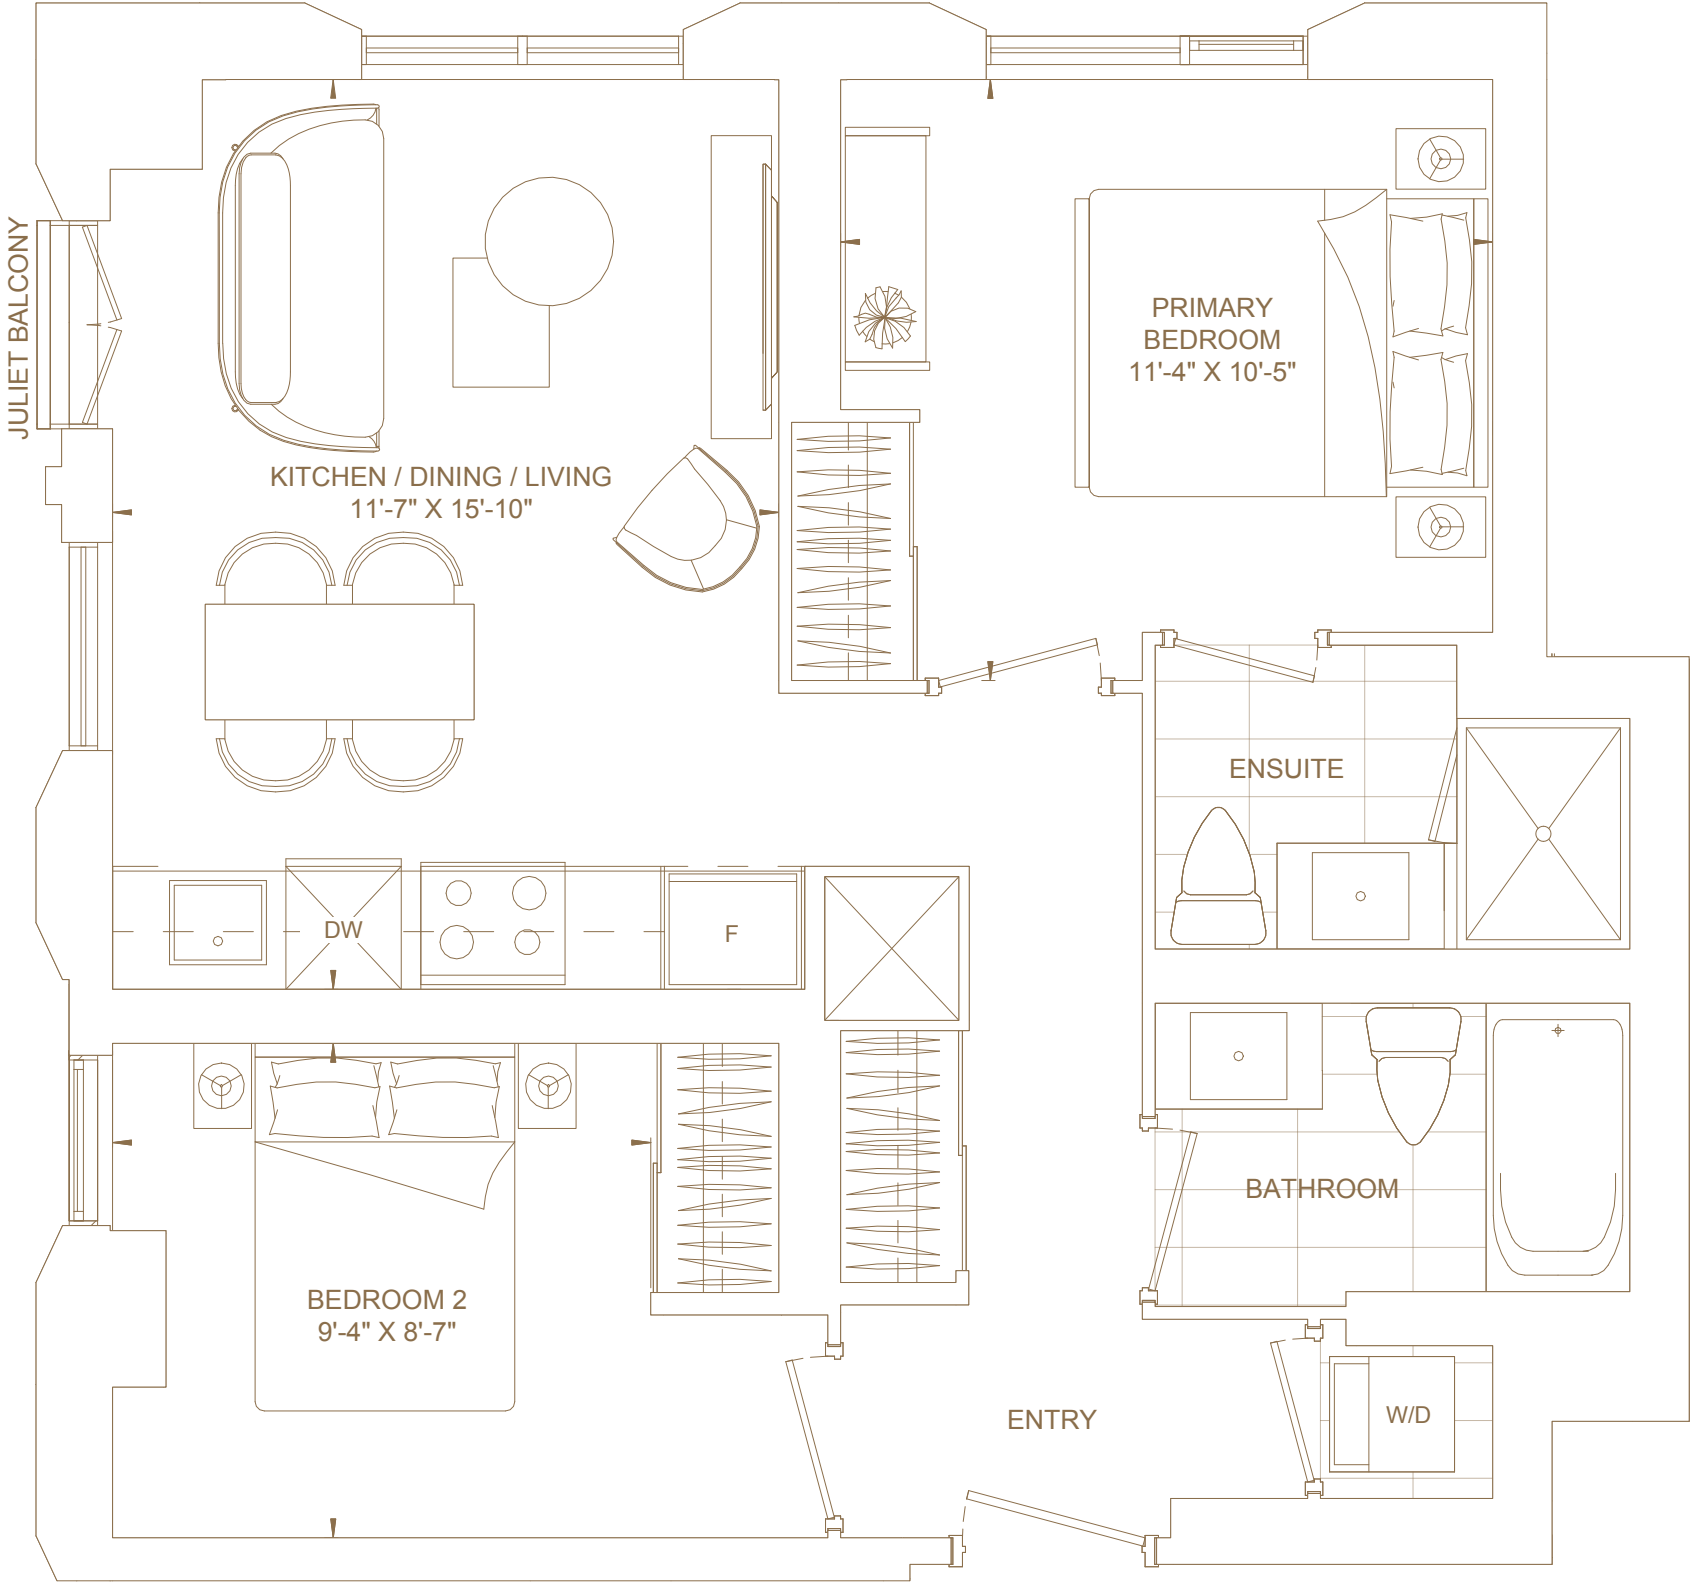 JULIET BALCONY
KITCHEN / DINING / LIVING
11'-7" X 15'-10"
PRIMARY
BEDROOM
11'-4" X 10'-5"
ENSUITE
DW
F
BATHROOM
BEDROOM 2
9'-4" X 8'-7"
ENTRY
W/D